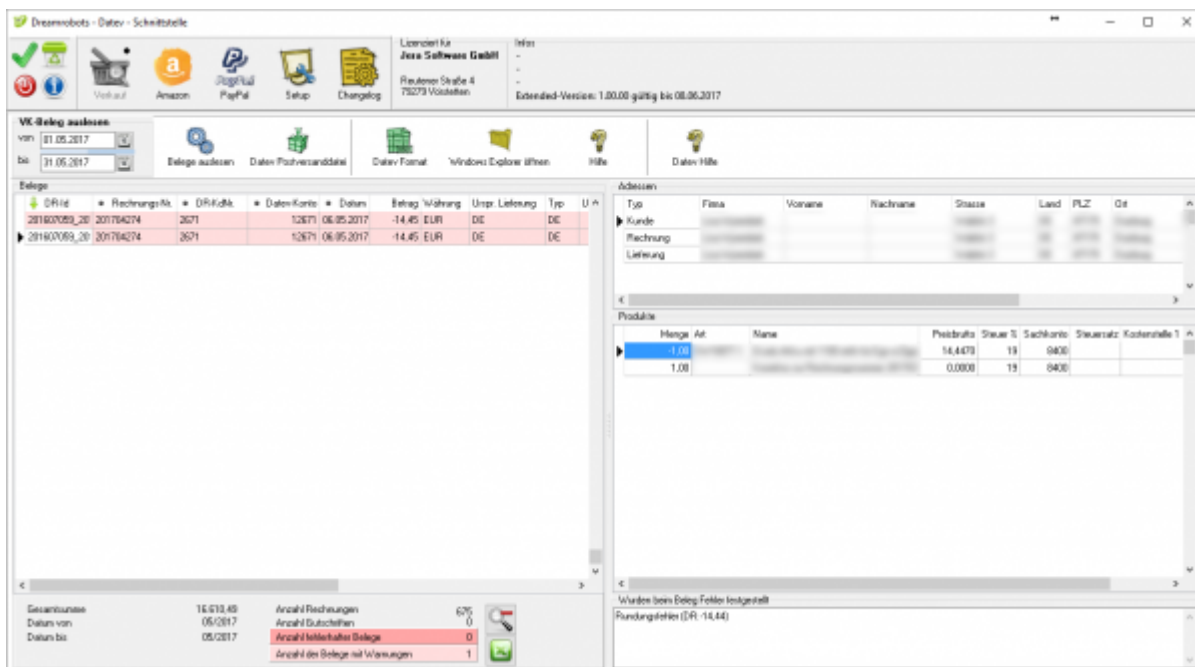 Dreamrobots - Datev - Schnittstelle
Lizenziert für
Jera Software GmbH
Reutener Straße 4
79279 Vörstetten
Infos
-
-
-
Extended-Version: 1.00.00 gültig bis 08.06.2017
Verkauf Amazon PayPal Setup Changelog
VK-Beleg auslesen
von 01.05.2017
bis 31.05.2017
Belege auslesen Datev Postversanddatei Datev Format Windows Explorer öffnen Hilfe Datev Hilfe
Belege
DR-Id Rechnungs-Nr. DR-KdNr. Datev-Konto Datum Betrag Währung Urspr. Lieferung Typ U
201607059_20 201704274 2671 12671 06.05.2017 -14,45 EUR DE DE
201607059_20 201704274 2671 12671 06.05.2017 -14,45 EUR DE DE
Adressen
Typ Firma Vorname Nachname Strasse Land PLZ Ort
Kunde
Rechnung
Lieferung
Produkte
Menge Art Name Preisbrutto Steuer % Sachkonto Steuersatz Kostenstelle 1
-1,00 14,4470 19 8400
1,00 0,0000 19 8400
Gesamtsumme 16.610,49
Datum von 05/2017
Datum bis 05/2017
Anzahl Rechnungen 675
Anzahl Gutschriften 0
Anzahl fehlerhafter Belege 0
Anzahl der Belege mit Warnungen 1
Wurden beim Beleg Fehler festgestellt
Rundungsfehler (DR: -14,44)